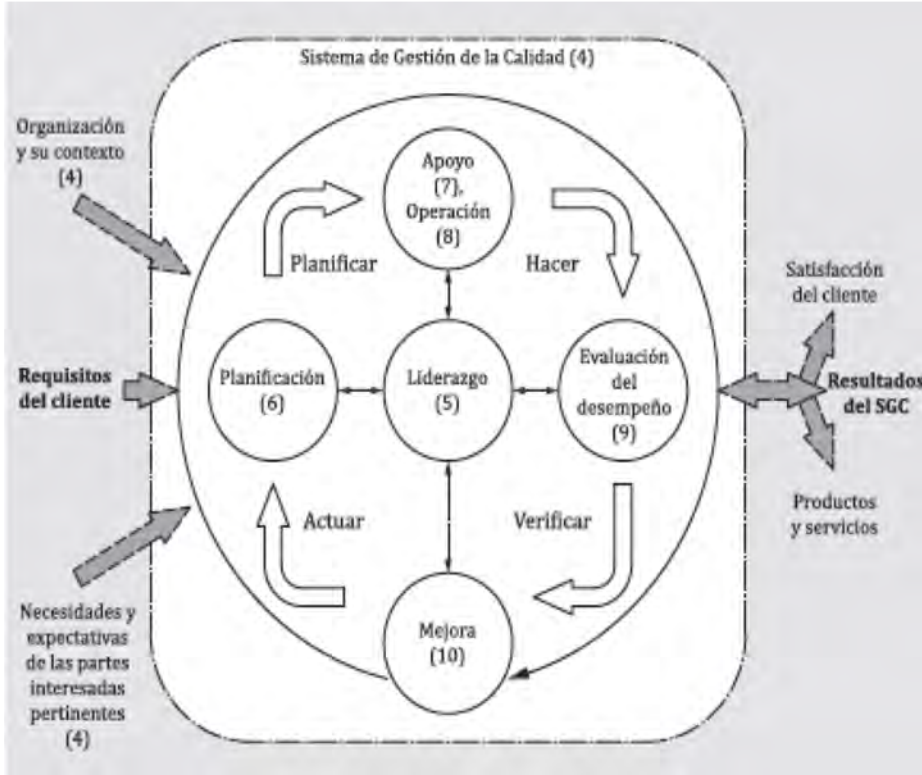 Sistema de Gestión de la Calidad (4)
Organización
y su contexto
(4)
Apoyo
(7),
Operación
(8)
Planificar
Hacer
Satisfacción
del cliente
Requisitos
del cliente
Planificación
(6)
Liderazgo
(5)
Evaluación
del
desempeño
(9)
Resultados
del SGC
Actuar
Verificar
Productos
y servicios
Mejora
(10)
Necesidades y
expectativas
de las partes
interesadas
pertinentes
(4)